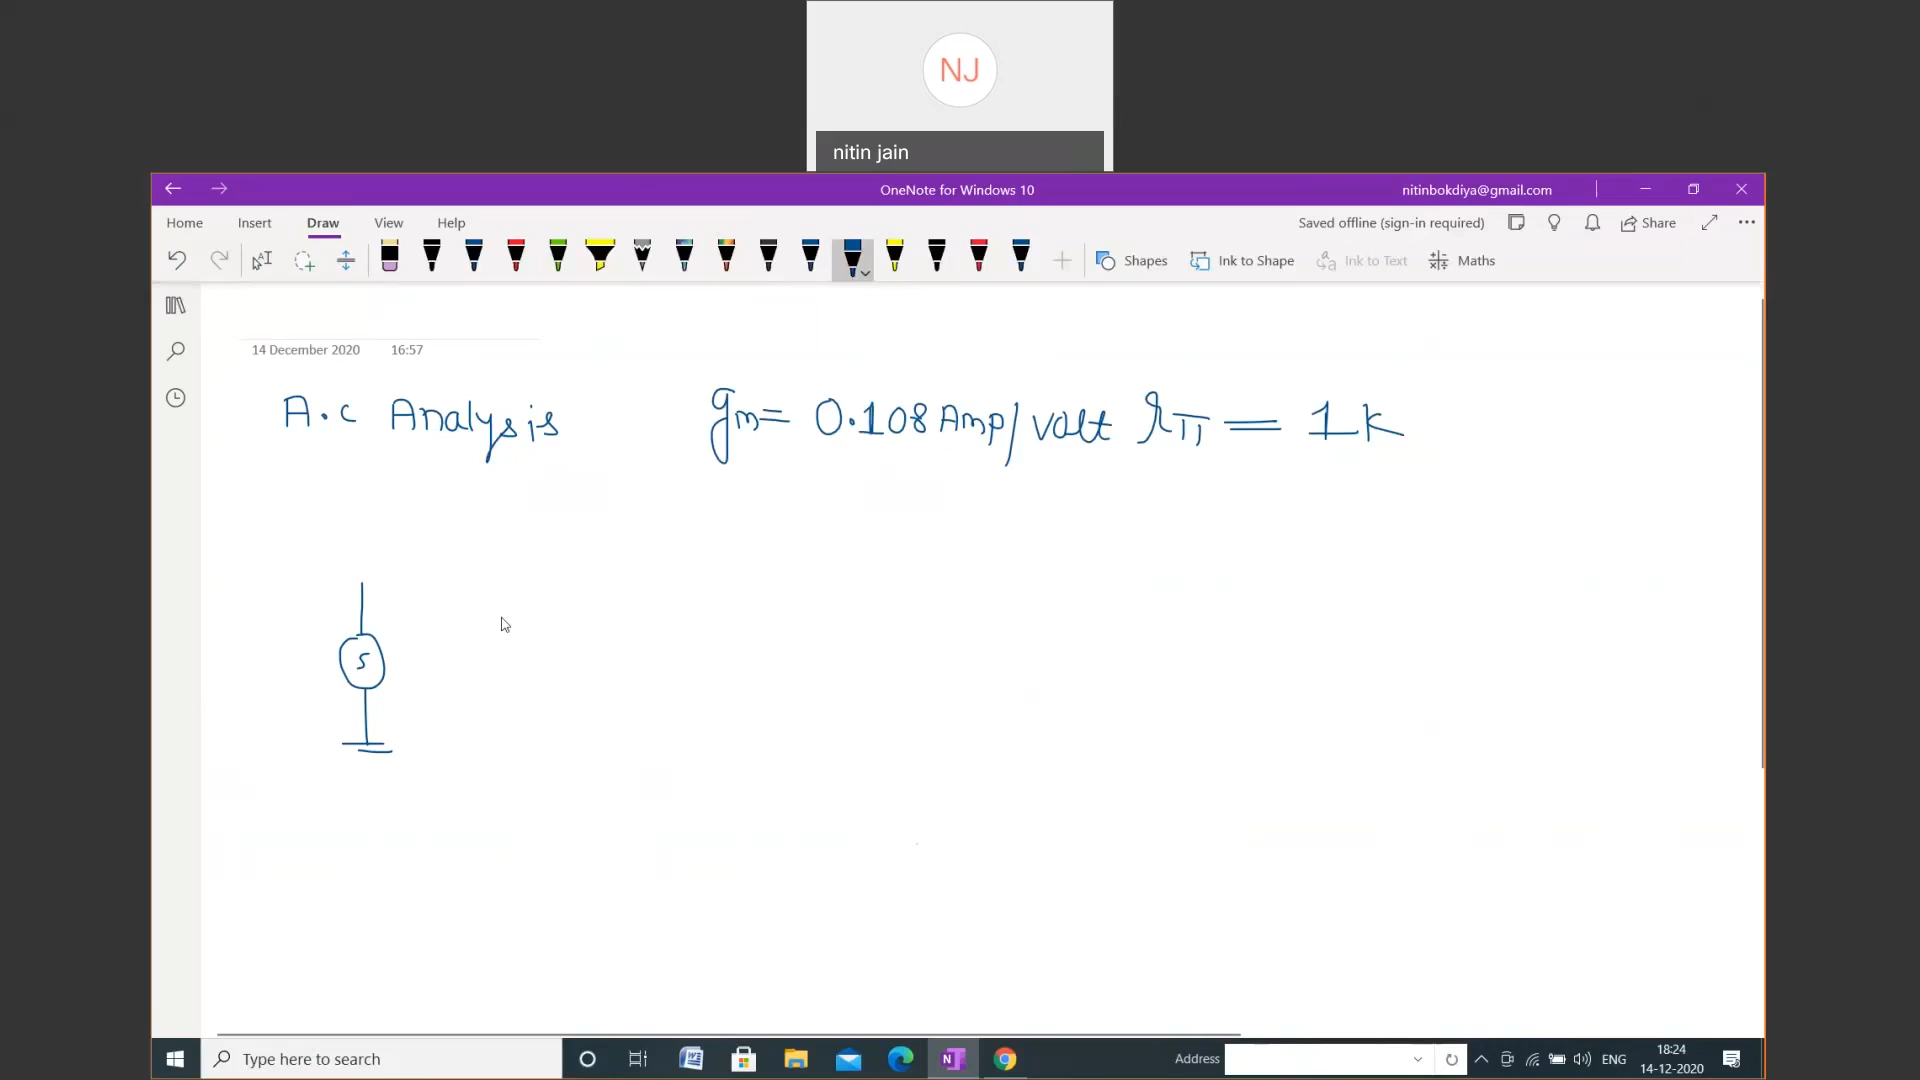 NJ
nitin jain
OneNote for Windows 10
nitinbokdiya@gmail.com
Home Insert Draw View Help
Saved offline (sign-in required)
Share
Shapes
Ink to Shape
Ink to Text
Maths
14 December 2020 16:57
A.c Analysis gm= 0.108 Amp/volt rπ = 1k
S
Type here to search
Address
ENG
18:24
14-12-2020